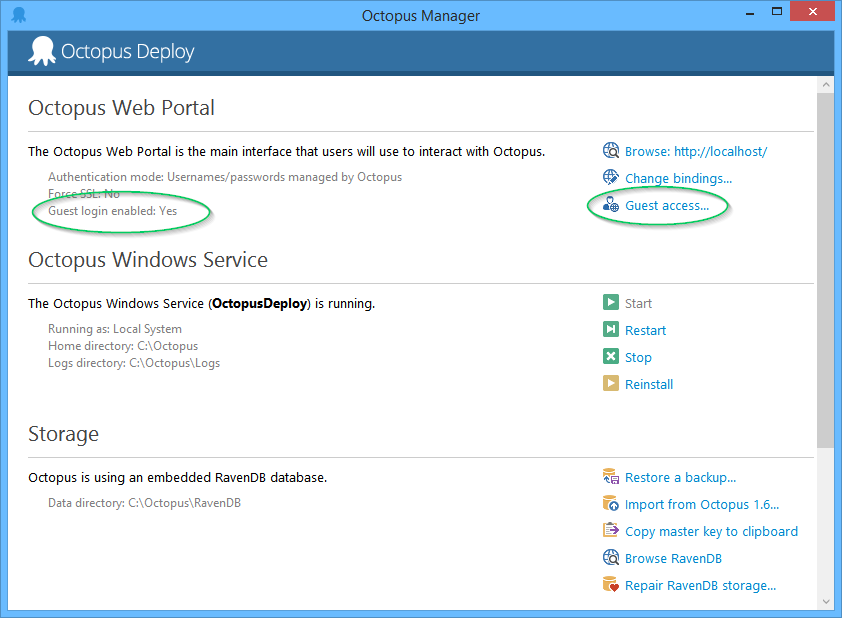 Octopus Manager
Octopus Deploy
Octopus Web Portal
The Octopus Web Portal is the main interface that users will use to interact with Octopus.
Browse: http://localhost/
Authentication mode: Usernames/passwords managed by Octopus
Change bindings...
Force SSL: No
Guest login enabled: Yes
Guest access...
Octopus Windows Service
The Octopus Windows Service (OctopusDeploy) is running.
Start
Running as: Local System
Restart
Home directory: C:\Octopus
Logs directory: C:\Octopus\Logs
Stop
Reinstall
Storage
Octopus is using an embedded RavenDB database.
Restore a backup...
Data directory: C:\Octopus\RavenDB
Import from Octopus 1.6...
Copy master key to clipboard
Browse RavenDB
Repair RavenDB storage...